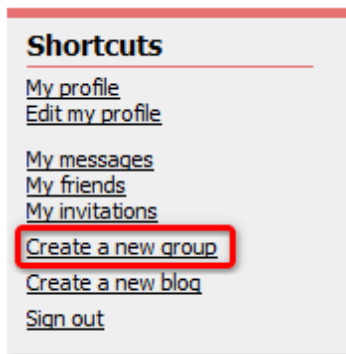 Shortcuts
My profile
Edit my profile
My messages
My friends
My invitations
Create a new group
Create a new blog
Sign out